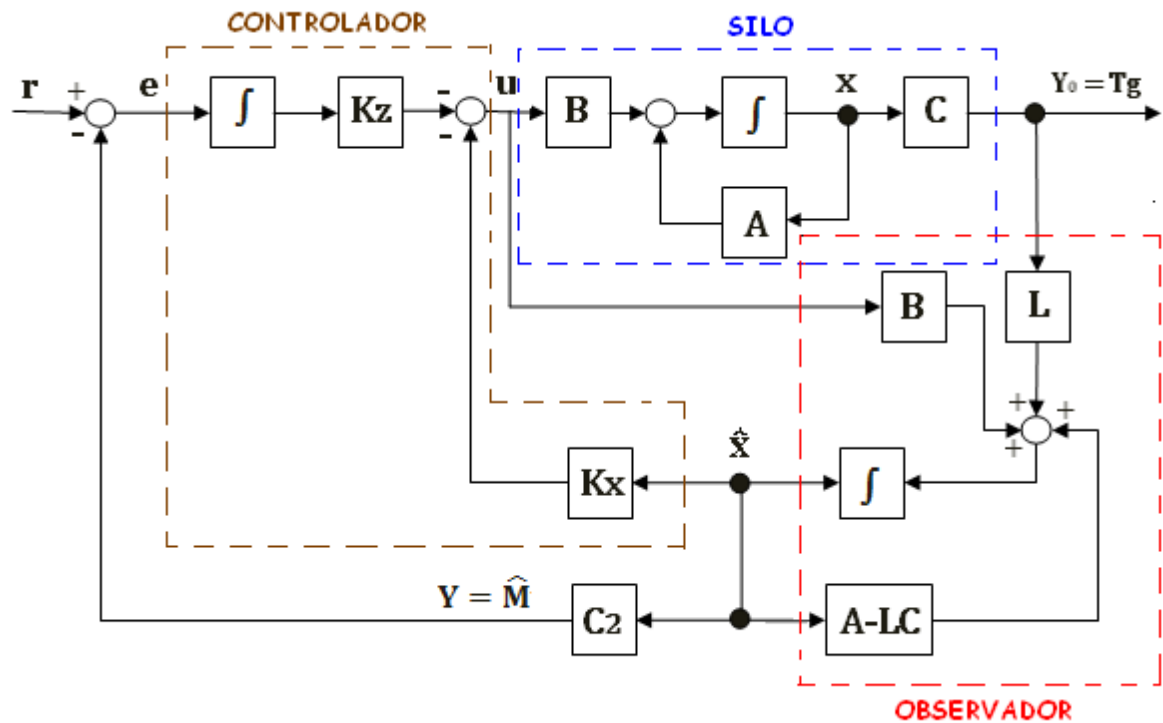 CONTROLADOR
SILO
r
+
-
e
∫
Kz
-
-
u
B
∫
x
C
Y₀ = Tg
A
B
L
+
+
+
x̂
Kx
∫
Y = M̂
C₂
A-LC
OBSERVADOR